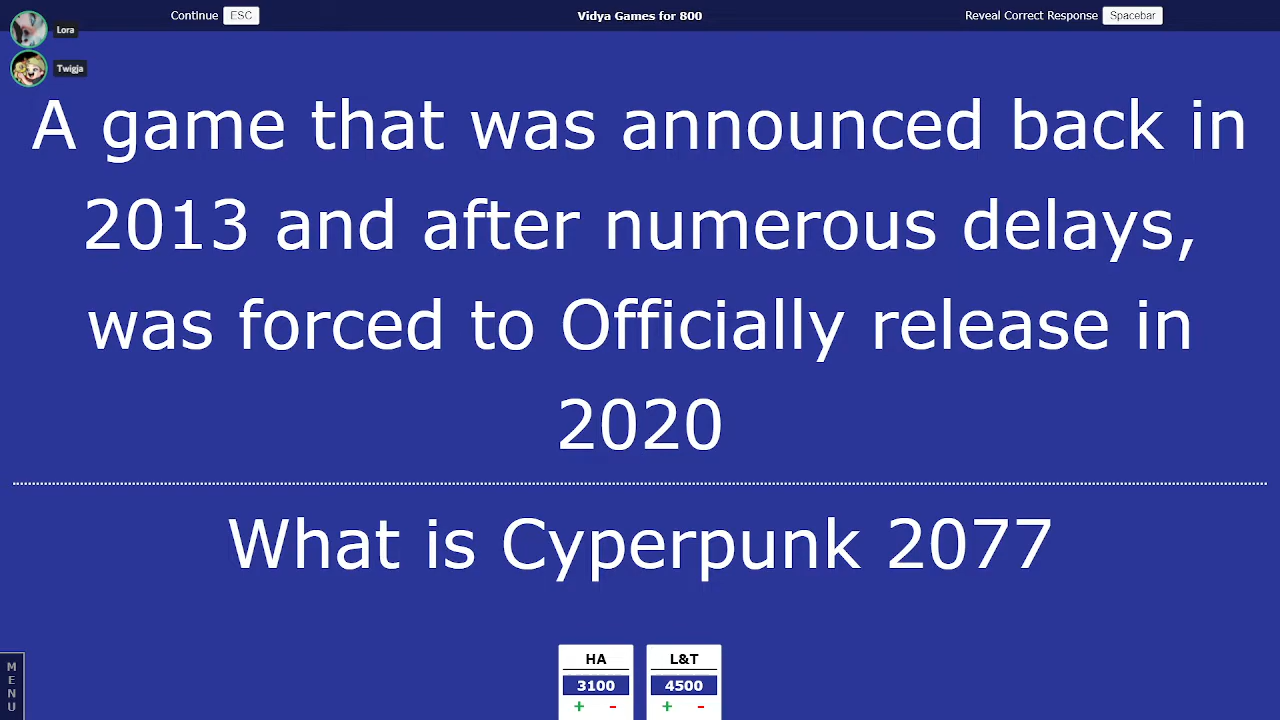 Continue ESC Vidya Games for 800 Reveal Correct Response Spacebar
Lora
Twigja
A game that was announced back in
2013 and after numerous delays,
was forced to Officially release in
2020
What is Cyperpunk 2077
HA L&T
3100 4500
+ - + -
MENU